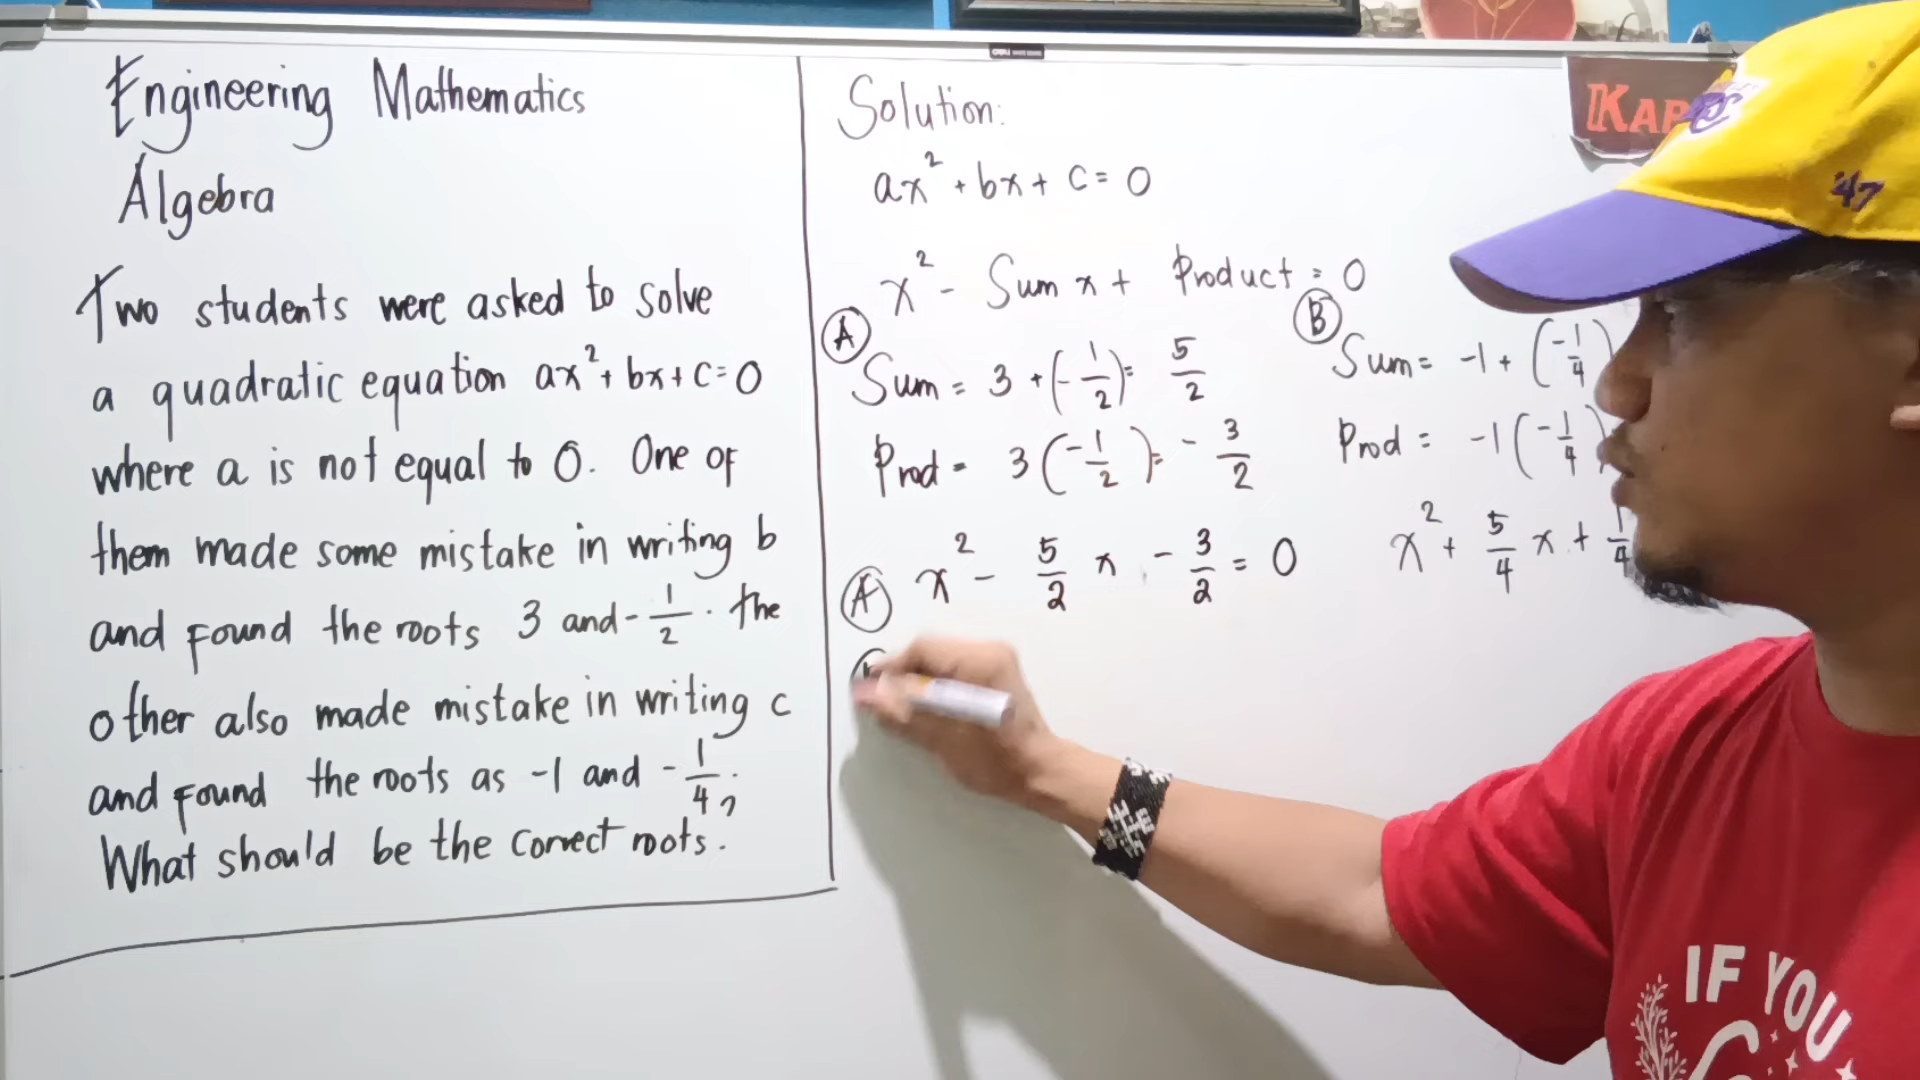 Engineering Mathematics
Algebra
Two students were asked to solve
a quadratic equation ax² + bx + c = 0
where a is not equal to 0. One of
them made some mistake in writing b
and found the roots 3 and -1/2. the
other also made mistake in writing c
and found the roots as -1 and -1/4;
What should be the correct roots.
Solution:
ax² + bx + c = 0
x² - Sum x + Product = 0
A
Sum = 3 + (-1/2) = 5/2
Prod = 3(-1/2) = -3/2
B
Sum = -1 + (-1/4)
Prod = -1(-1/4)
A x² - 5/2 x - 3/2 = 0
x² + 5/4 x + 1/4
'47
IF YOU